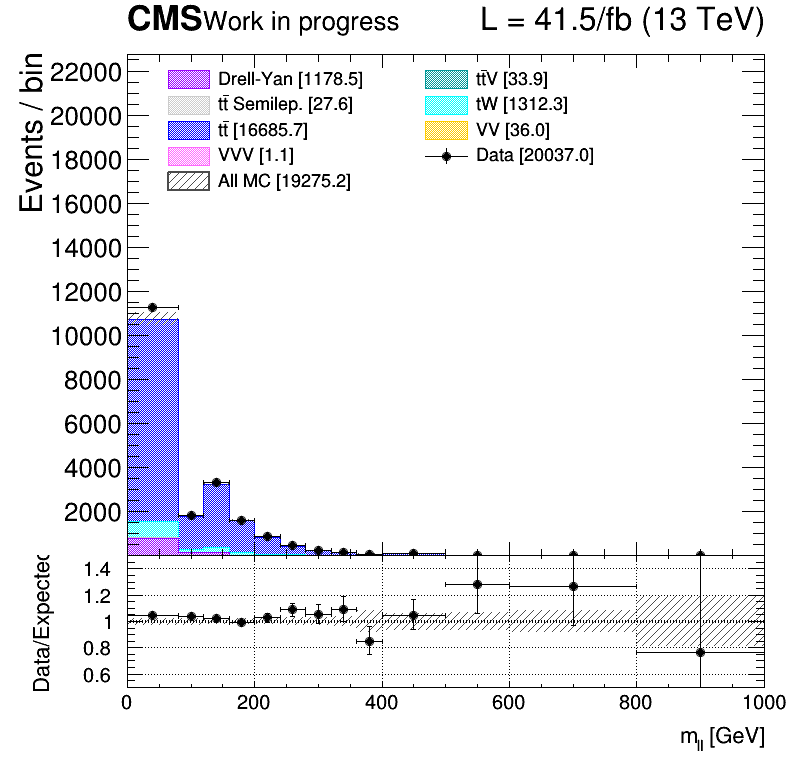 CMS Work in progress L = 41.5/fb (13 TeV)
Events / bin
22000
20000
18000
16000
14000
12000
10000
8000
6000
4000
2000
Drell-Yan [1178.5]
tt̄ Semilep. [27.6]
tt̄ [16685.7]
VVV [1.1]
All MC [19275.2]
tt̄V [33.9]
tW [1312.3]
VV [36.0]
Data [20037.0]
Data/Expected
1.4
1.2
1
0.8
0.6
0 200 400 600 800 1000
m_ll [GeV]